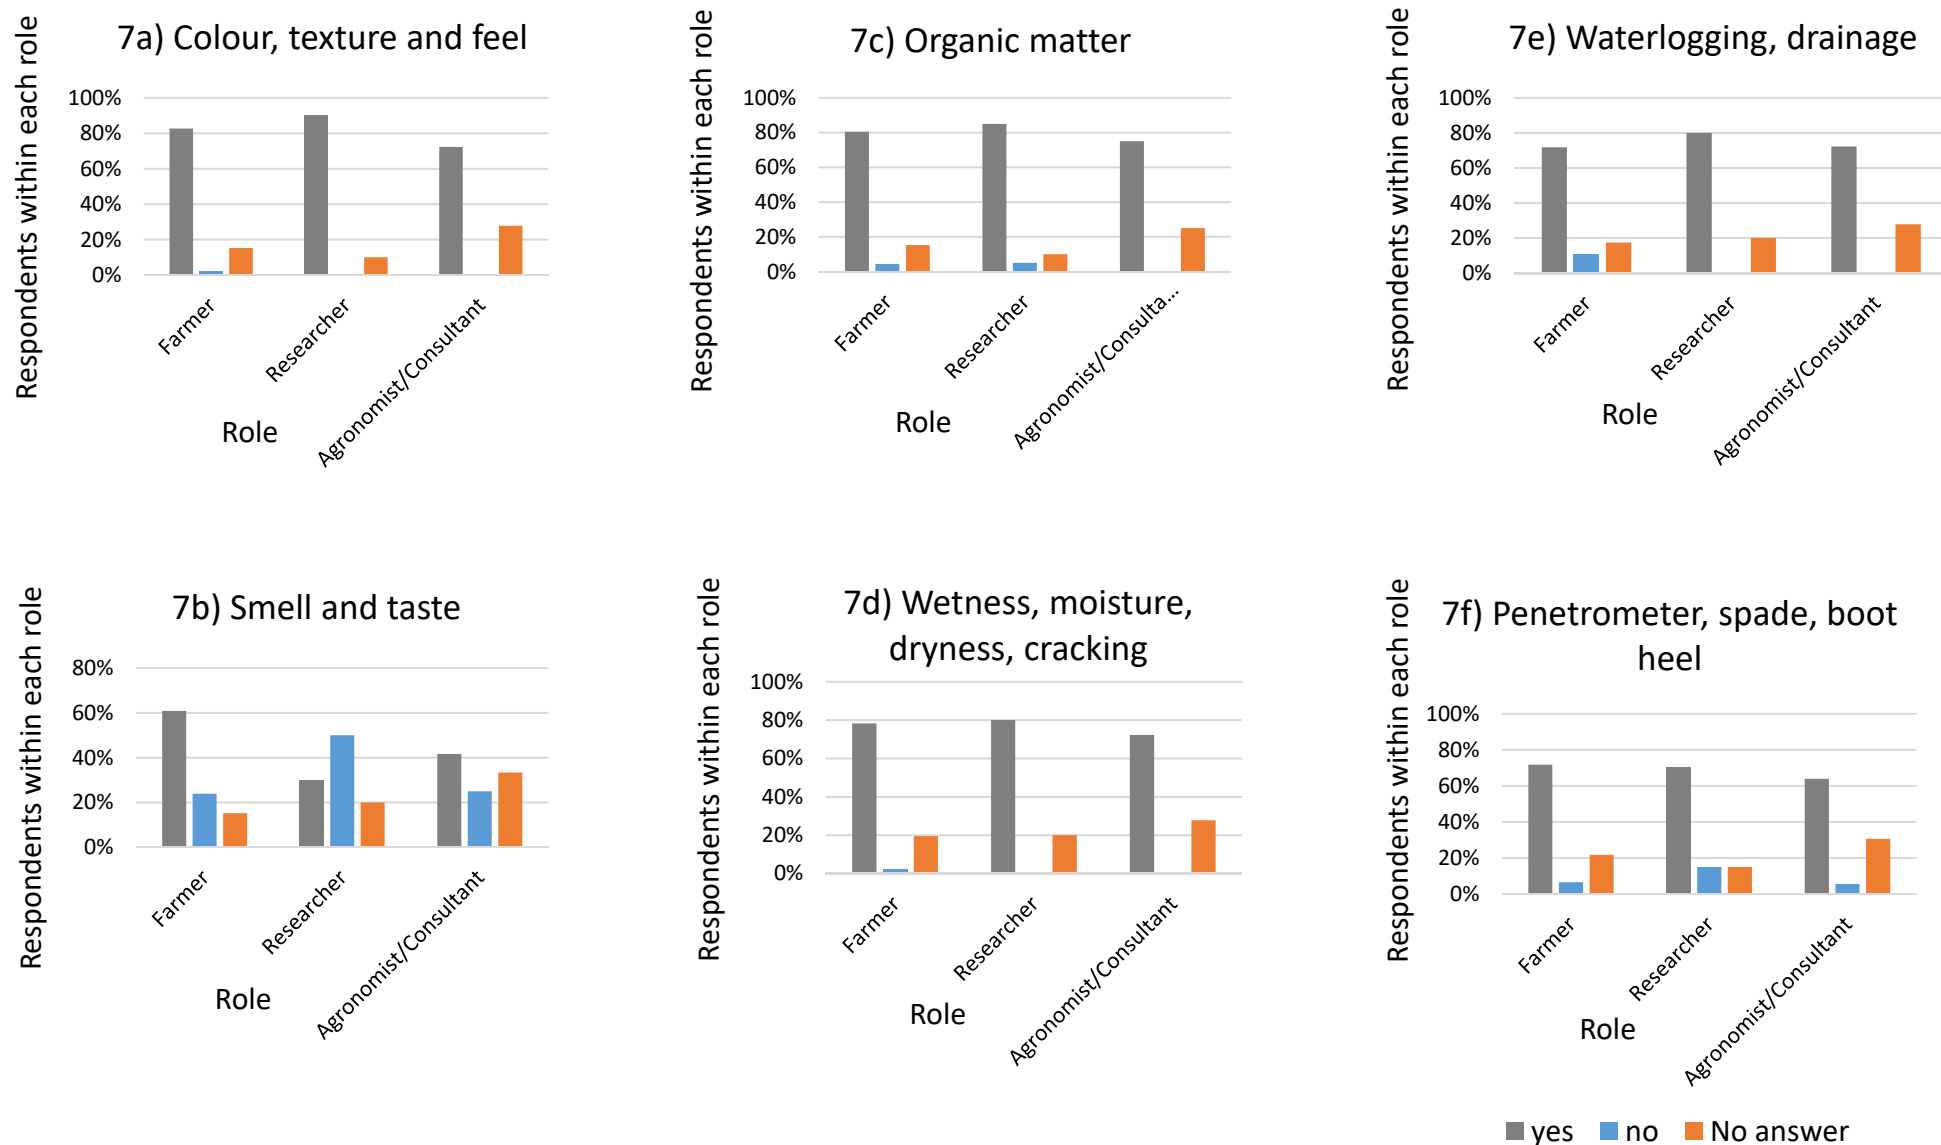 7a) Colour, texture and feel
Respondents within each role
100%
80%
60%
40%
20%
0%
Farmer
Researcher
Agronomist/Consultant
Role
7c) Organic matter
Respondents within each role
100%
80%
60%
40%
20%
0%
Farmer
Researcher
Agronomist/Consulta...
Role
7e) Waterlogging, drainage
Respondents within each role
100%
80%
60%
40%
20%
0%
Farmer
Researcher
Agronomist/Consultant
Role
7b) Smell and taste
Respondents within each role
80%
60%
40%
20%
0%
Farmer
Researcher
Agronomist/Consultant
Role
7d) Wetness, moisture,
dryness, cracking
Respondents within each role
100%
80%
60%
40%
20%
0%
Farmer
Researcher
Agronomist/Consultant
Role
7f) Penetrometer, spade, boot
heel
Respondents within each role
100%
80%
60%
40%
20%
0%
Farmer
Researcher
Agronomist/Consultant
Role
yes no No answer